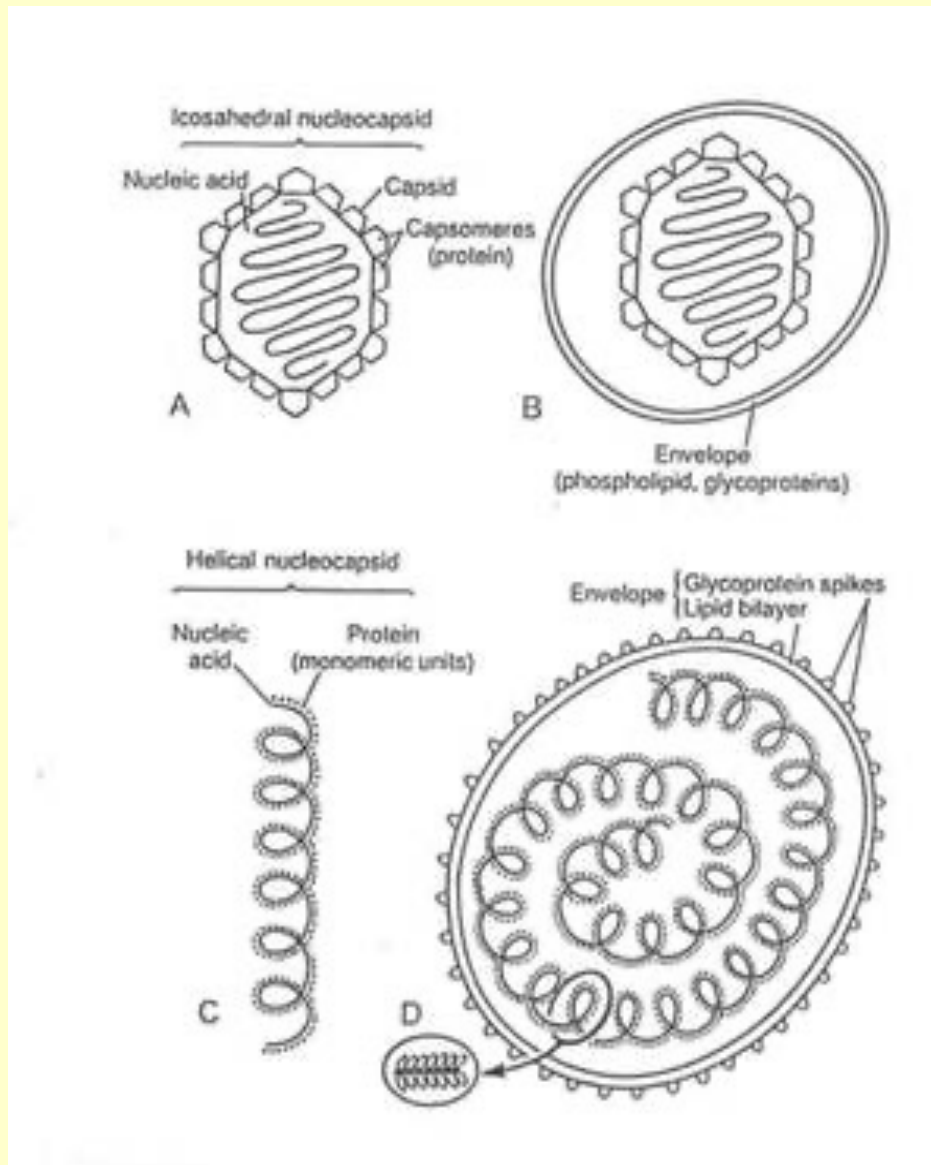 Icosahedral nucleocapsid
Nucleic acid
Capsid
Capsomeres
(protein)
A
B
Envelope
(phospholipid, glycoproteins)
Helical nucleocapsid
Nucleic
acid
Protein
(monomeric units)
C
Envelope { Glycoprotein spikes
{ Lipid bilayer
D